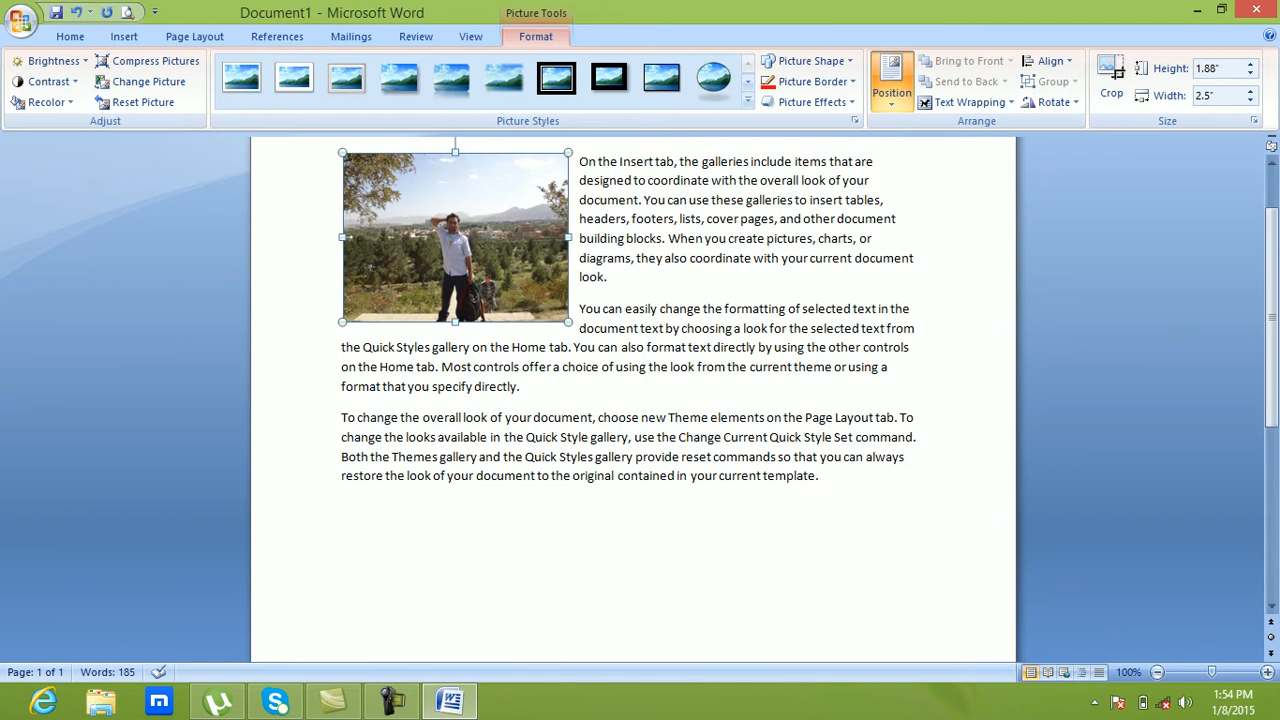 Document1 - Microsoft Word
Picture Tools
Home Insert Page Layout References Mailings Review View Format
Brightness Compress Pictures
Contrast Change Picture
Recolor Reset Picture
Adjust
Picture Styles
Picture Shape
Picture Border
Picture Effects
Position
Bring to Front Align
Send to Back Group
Text Wrapping Rotate
Arrange
Crop
Height: 1.88"
Width: 2.5"
Size
On the Insert tab, the galleries include items that are
designed to coordinate with the overall look of your
document. You can use these galleries to insert tables,
headers, footers, lists, cover pages, and other document
building blocks. When you create pictures, charts, or
diagrams, they also coordinate with your current document
look.
You can easily change the formatting of selected text in the
document text by choosing a look for the selected text from
the Quick Styles gallery on the Home tab. You can also format text directly by using the other controls
on the Home tab. Most controls offer a choice of using the look from the current theme or using a
format that you specify directly.
To change the overall look of your document, choose new Theme elements on the Page Layout tab. To
change the looks available in the Quick Style gallery, use the Change Current Quick Style Set command.
Both the Themes gallery and the Quick Styles gallery provide reset commands so that you can always
restore the look of your document to the original contained in your current template.
Page: 1 of 1 Words: 185 100%
1:54 PM
1/8/2015